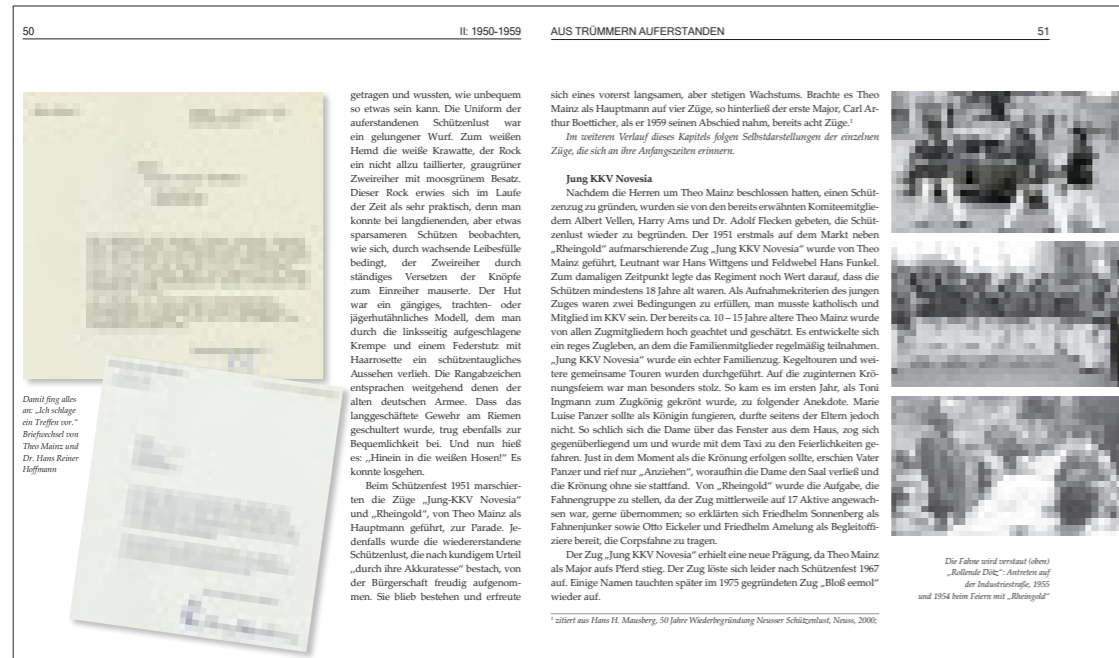 50
II: 1950-1959
getragen und wussten, wie unbequem
so etwas sein kann. Die Uniform der
auferstandenen Schützenlust war
ein gelungener Wurf. Zum weißen
Hemd die weiße Krawatte, der Rock
ein nicht allzu taillierter, graugrüner
Zweireiher mit moosgrünem Besatz.
Dieser Rock erwies sich im Laufe
der Zeit als sehr praktisch, denn man
konnte bei langdienenden, aber etwas
sparsameren Schützen beobachten,
wie sich, durch wachsende Leibesfülle
bedingt, der Zweireiher durch
ständiges Versetzen der Knöpfe
zum Einreiher mauserte. Der Hut
war ein gängiges, trachten- oder
jägerhutähnliches Modell, dem man
durch die linksseitig aufgeschlagene
Krempe und einem Federstutz mit
Haarrosette ein schützentaugliches
Aussehen verlieh. Die Rangabzeichen
entsprachen weitgehend denen der
alten deutschen Armee. Dass das
langgeschäftete Gewehr am Riemen
geschultert wurde, trug ebenfalls zur
Bequemlichkeit bei. Und nun hieß
es: „Hinein in die weißen Hosen!" Es
konnte losgehen.
Beim Schützenfest 1951 marschier-
ten die Züge „Jung-KKV Novesia"
und „Rheingold", von Theo Mainz als
Hauptmann geführt, zur Parade. Je-
denfalls wurde die wiedererstandene
Schützenlust, die nach kundigem Urteil
„durch ihre Akkuratesse" bestach, von
der Bürgerschaft freudig aufgenom-
men. Sie blieb bestehen und erfreute
Damit fing alles
an: „Ich schlage
ein Treffen vor."
Briefwechsel von
Theo Mainz und
Dr. Hans Reiner
Hoffmann
AUS TRÜMMERN AUFERSTANDEN
51
sich eines vorerst langsamen, aber stetigen Wachstums. Brachte es Theo
Mainz als Hauptmann auf vier Züge, so hinterließ der erste Major, Carl Ar-
thur Boetticher, als er 1959 seinen Abschied nahm, bereits acht Züge.¹
Im weiteren Verlauf dieses Kapitels folgen Selbstdarstellungen der einzelnen
Züge, die sich an ihre Anfangszeiten erinnern.
Jung KKV Novesia
Nachdem die Herren um Theo Mainz beschlossen hatten, einen Schüt-
zenzug zu gründen, wurden sie von den bereits erwähnten Komiteemitglie-
dern Albert Vellen, Harry Arns und Dr. Adolf Flecken gebeten, die Schüt-
zenlust wieder zu begründen. Der 1951 erstmals auf dem Markt neben
„Rheingold" aufmarschierende Zug „Jung KKV Novesia" wurde von Theo
Mainz geführt, Leutnant war Hans Wittgens und Feldwebel Hans Funkel.
Zum damaligen Zeitpunkt legte das Regiment noch Wert darauf, dass die
Schützen mindestens 18 Jahre alt waren. Als Aufnahmekriterien des jungen
Zuges waren zwei Bedingungen zu erfüllen, man musste katholisch und
Mitglied im KKV sein. Der bereits ca. 10 – 15 Jahre altere Theo Mainz wurde
von allen Zugmitgliedern hoch geachtet und geschätzt. Es entwickelte sich
ein reges Zugleben, an dem die Familienmitglieder regelmäßig teilnahmen.
„Jung KKV Novesia" wurde ein echter Familienzug. Kegeltouren und wei-
tere gemeinsame Touren wurden durchgeführt. Auf die zuginternen Krö-
nungsfeiern war man besonders stolz. So kam es im ersten Jahr, als Toni
Ingmann zum Zugkönig gekrönt wurde, zu folgender Anekdote. Marie
Luise Panzer sollte als Königin fungieren, durfte seitens der Eltern jedoch
nicht. So schlich sich die Dame über das Fenster aus dem Haus, zog sich
gegenüberliegend um und wurde mit dem Taxi zu den Feierlichkeiten ge-
fahren. Just in dem Moment als die Krönung erfolgen sollte, erschien Vater
Panzer und rief nur „Anziehen", woraufhin die Dame den Saal verließ und
die Krönung ohne sie stattfand. Von „Rheingold" wurde die Aufgabe, die
Fahnengruppe zu stellen, da der Zug mittlerweile auf 17 Aktive angewach-
sen war, gerne übernommen; so erklärten sich Friedhelm Sonnenberg als
Fahnenjunker sowie Otto Eickeler und Friedhelm Amelung als Begleitoffi-
ziere bereit, die Corpsfahne zu tragen.
Der Zug „Jung KKV Novesia" erhielt eine neue Prägung, da Theo Mainz
als Major aufs Pferd stieg. Der Zug löste sich leider nach Schützenfest 1967
auf. Einige Namen tauchten später im 1975 gegründeten Zug „Bloß eemol"
wieder auf.
¹ zitiert aus Hans H. Mausberg, 50 Jahre Wiederbegründung Neusser Schützenlust, Neuss, 2000;
Die Fahne wird verstaut (oben)
„Rollende Dötz": Antreten auf
der Industriestraße, 1955
und 1954 beim Feiern mit „Rheingold"